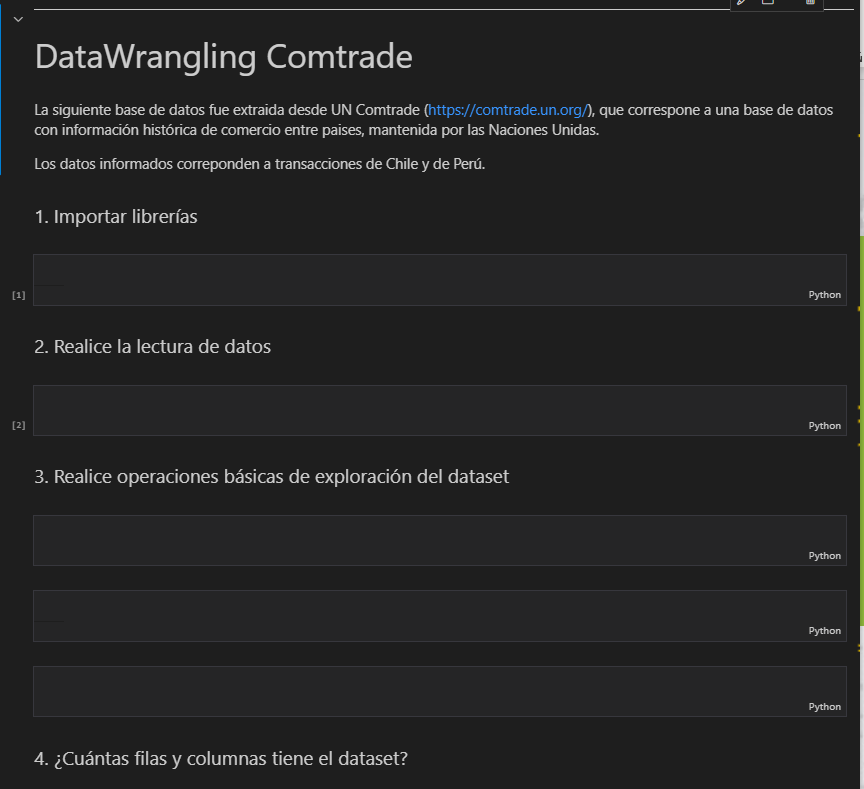 DataWrangling Comtrade
La siguiente base de datos fue extraida desde UN Comtrade (https://comtrade.un.org/), que corresponde a una base de datos
con información histórica de comercio entre paises, mantenida por las Naciones Unidas.
Los datos informados correponden a transacciones de Chile y de Perú.
1. Importar librerías
[1]
Python
2. Realice la lectura de datos
[2]
Python
3. Realice operaciones básicas de exploración del dataset
Python
Python
Python
4. ¿Cuántas filas y columnas tiene el dataset?